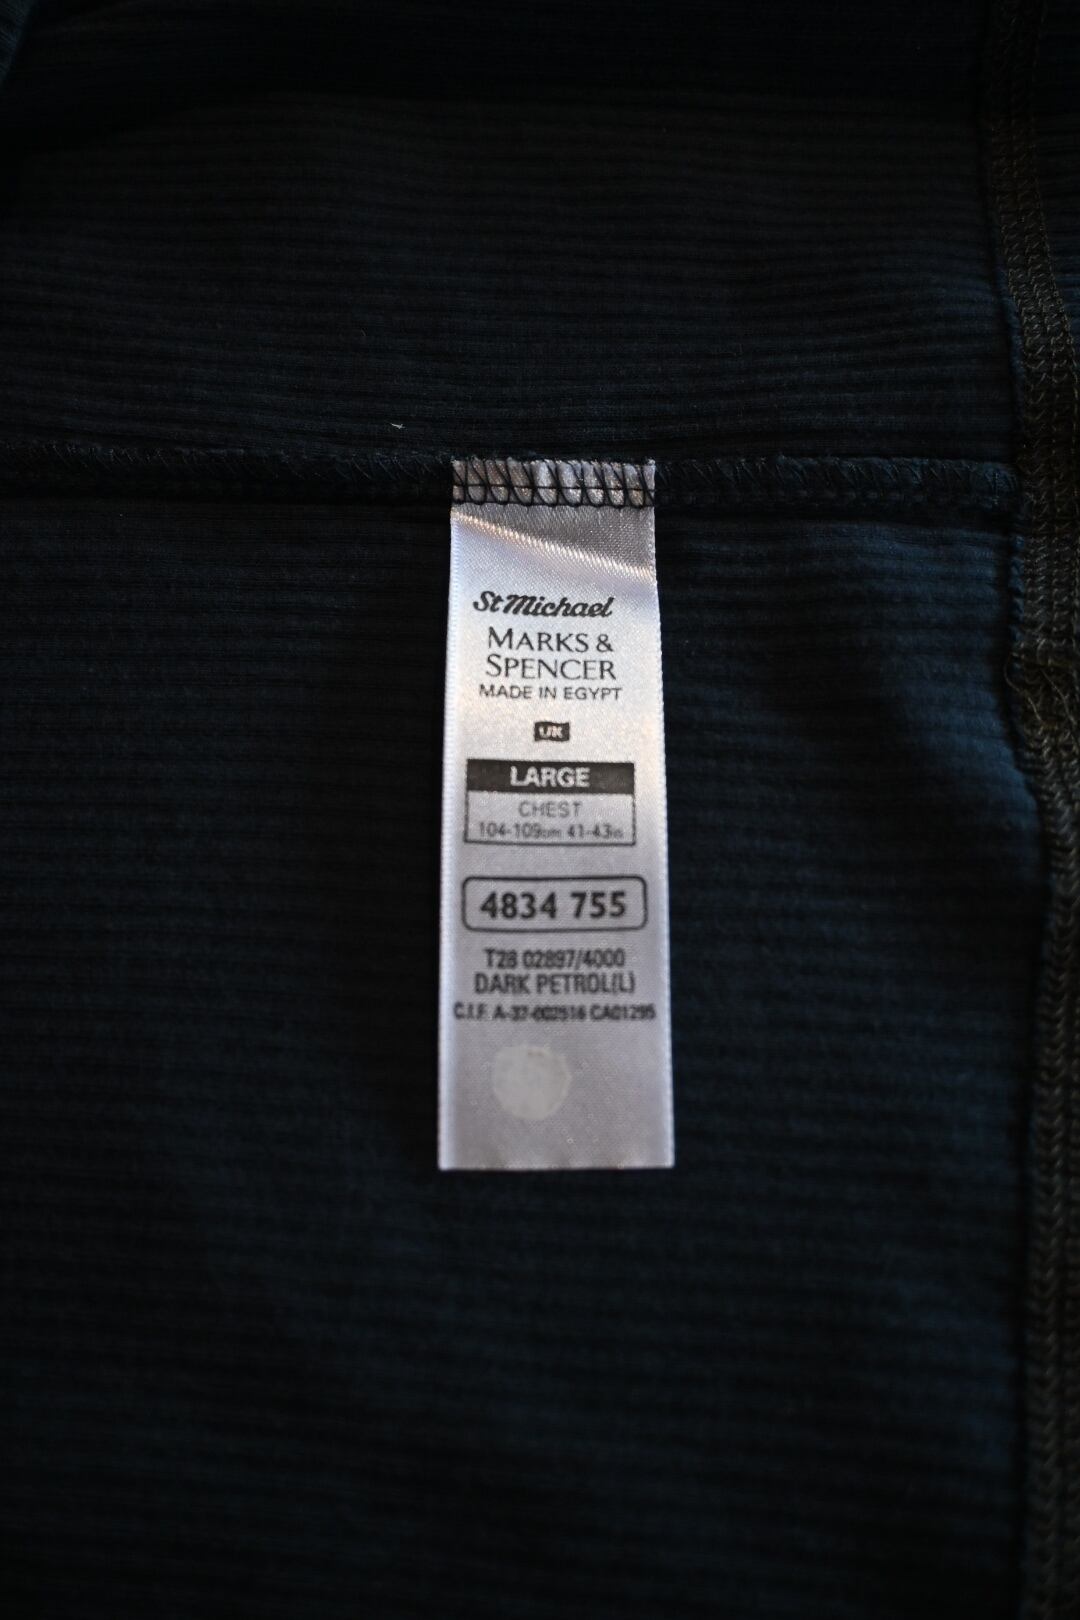 St Michael
MARKS &
SPENCER
MADE IN EGYPT
UK
LARGE
CHEST
104-109cm 41-43in
4834 755
T28 02897/4000
DARK PETROL(L)
C.I.F. A-37-002516 CA01295